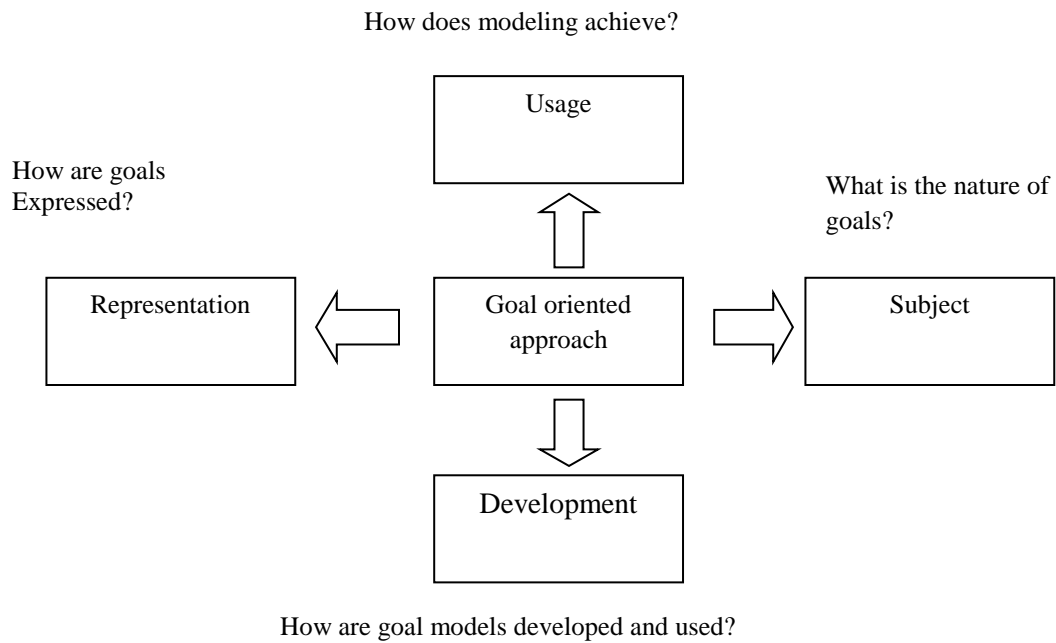 How does modeling achieve?
Usage
How are goals
Expressed?
What is the nature of
goals?
Representation
Goal oriented
approach
Subject
Development
How are goal models developed and used?